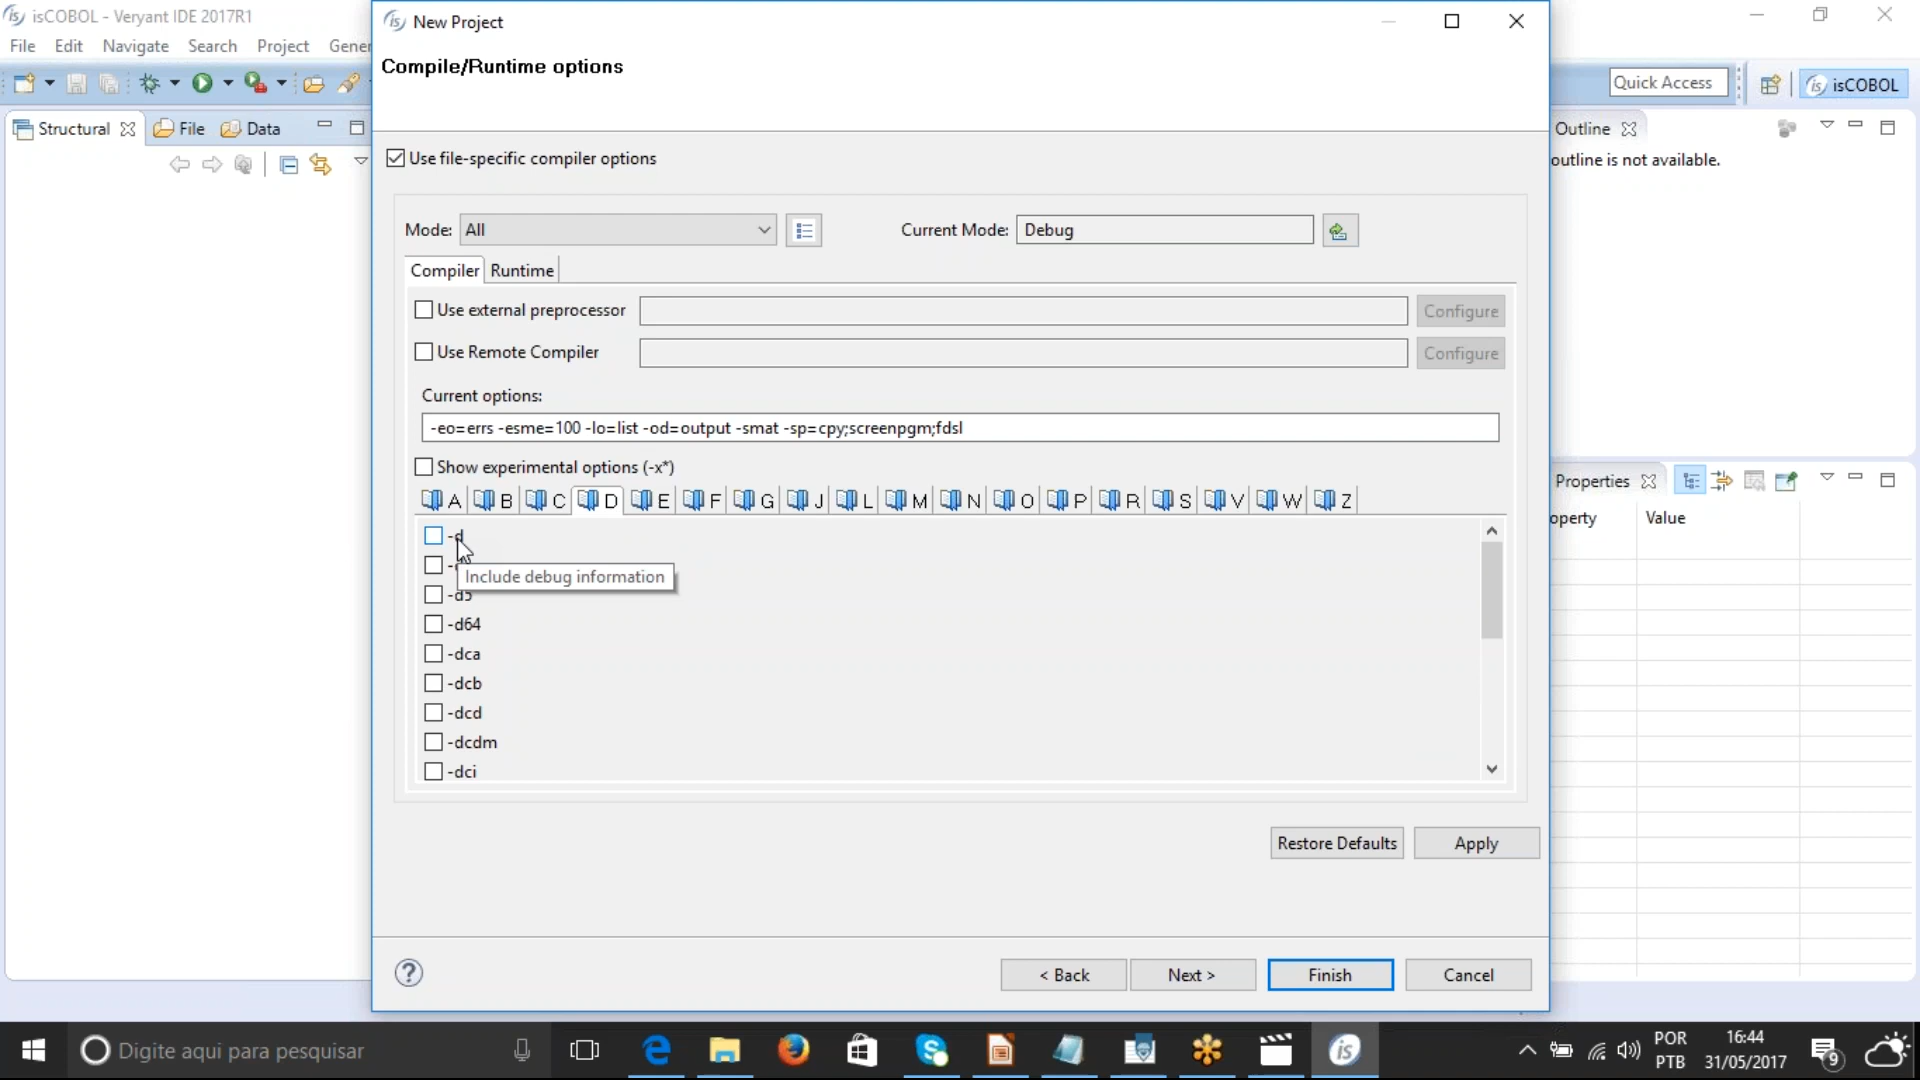 isCOBOL - Veryant IDE 2017R1
File Edit Navigate Search Project Gener
Quick Access
isCOBOL
Structural
File
Data
New Project
Compile/Runtime options
Use file-specific compiler options
Mode: All
Current Mode: Debug
Compiler Runtime
Use external preprocessor
Configure
Use Remote Compiler
Configure
Current options:
-eo=errs -esme=100 -lo=list -od=output -smat -sp=cpy;screenpgm;fdsl
Show experimental options (-x*)
A B C D E F G J L M N O P R S V W Z
-d
Include debug information
-d64
-dca
-dcb
-dcd
-dcdm
-dci
Restore Defaults
Apply
< Back
Next >
Finish
Cancel
Outline
outline is not available.
Properties
operty
Value
Digite aqui para pesquisar
is
POR
PTB
16:44
31/05/2017
9